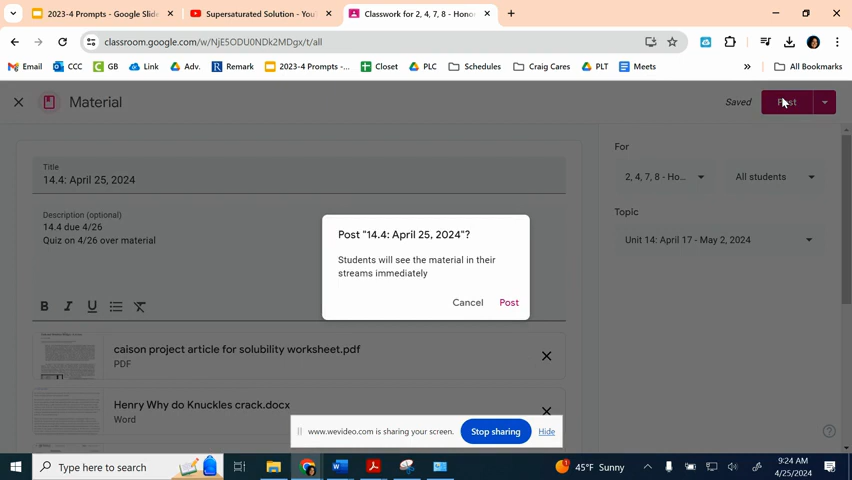 2023-4 Prompts - Google Slide
Supersaturated Solution - You
Classwork for 2, 4, 7, 8 - Hono
classroom.google.com/w/NjE5ODU0NDk2MDgx/t/all
Email
CCC
GB
Link
Adv.
Remark
2023-4 Prompts -...
Closet
PLC
Schedules
Craig Cares
PLT
Meets
»
All Bookmarks
Material
Saved
Post
Title
14.4: April 25, 2024
Description (optional)
14.4 due 4/26
Quiz on 4/26 over material
For
2, 4, 7, 8 - Ho...
All students
Topic
Unit 14: April 17 - May 2, 2024
Post "14.4: April 25, 2024"?
Students will see the material in their
streams immediately
Cancel
Post
B I U
caison project article for solubility worksheet.pdf
PDF
Henry Why do Knuckles crack.docx
Word
www.wevideo.com is sharing your screen.
Stop sharing
Hide
Type here to search
45°F Sunny
9:24 AM
4/25/2024